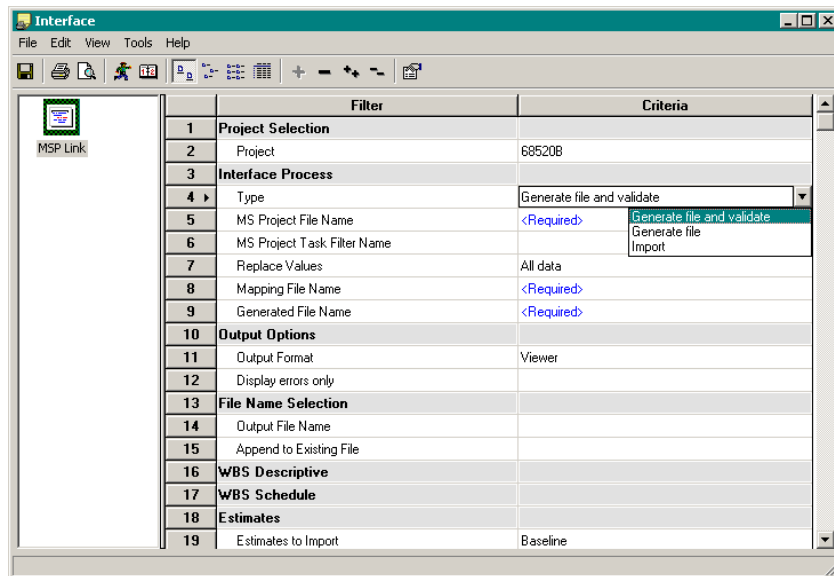 Interface
File Edit View Tools Help
MSP Link
Filter Criteria
1 Project Selection
2 Project 68520B
3 Interface Process
4 Type Generate file and validate
5 MS Project File Name <Required>
Generate file and validate
Generate file
Import
6 MS Project Task Filter Name
7 Replace Values All data
8 Mapping File Name <Required>
9 Generated File Name <Required>
10 Output Options
11 Output Format Viewer
12 Display errors only
13 File Name Selection
14 Output File Name
15 Append to Existing File
16 WBS Descriptive
17 WBS Schedule
18 Estimates
19 Estimates to Import Baseline